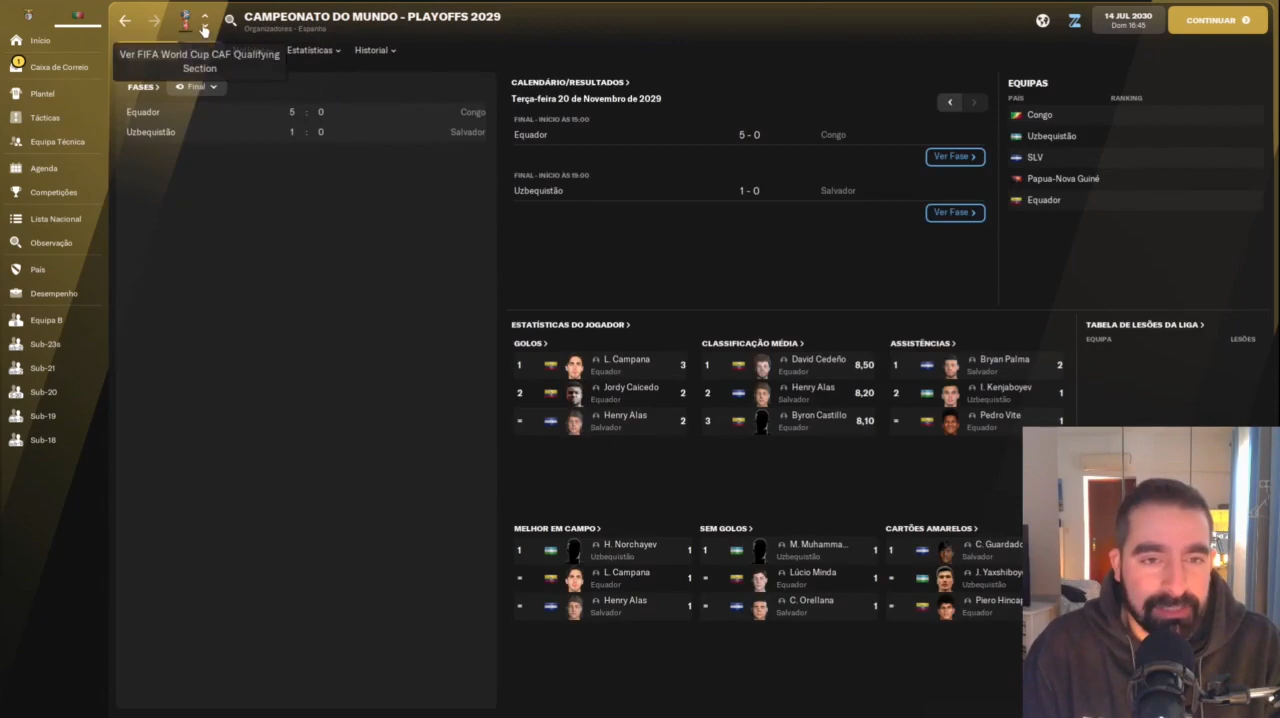 CAMPEONATO DO MUNDO - PLAYOFFS 2029
Organizadores - Espanha
14 JUL 2030
Dom 16:45
CONTINUAR
Início
1
Caixa de Correio
Plantel
Tácticas
Equipa Técnica
Agenda
Competições
Lista Nacional
Observação
País
Desempenho
Equipa B
Sub-23s
Sub-21
Sub-20
Sub-19
Sub-18
Estatísticas
Historial
Ver FIFA World Cup CAF Qualifying
Section
FASES
Final
Equador 5 : 0 Congo
Uzbequistão 1 : 0 Salvador
CALENDÁRIO/RESULTADOS
Terça-feira 20 de Novembro de 2029
FINAL - INÍCIO ÀS 15:00
Equador 5 - 0 Congo
Ver Fase
FINAL - INÍCIO ÀS 19:00
Uzbequistão 1 - 0 Salvador
Ver Fase
EQUIPAS
PAÍS RANKING
Congo
Uzbequistão
SLV
Papua-Nova Guiné
Equador
ESTATÍSTICAS DO JOGADOR
GOLOS
1 L. Campana 3
Equador
2 Jordy Caicedo 2
Equador
= Henry Alas 2
Salvador
CLASSIFICAÇÃO MÉDIA
1 David Cedeño 8,50
Equador
2 Henry Alas 8,20
Salvador
3 Byron Castillo 8,10
Equador
ASSISTÊNCIAS
1 Bryan Palma 2
Salvador
2 I. Kenjaboyev 1
Uzbequistão
= Pedro Vite 1
Equador
TABELA DE LESÕES DA LIGA
EQUIPA LESÕES
MELHOR EM CAMPO
1 H. Norchayev 1
Uzbequistão
= L. Campana 1
Equador
= Henry Alas 1
Salvador
SEM GOLOS
1 M. Muhamma... 1
Uzbequistão
= Lúcio Minda 1
Equador
= C. Orellana 1
Salvador
CARTÕES AMARELOS
1 C. Guardado
Salvador
= J. Yaxshiboy
Uzbequistão
= Piero Hincap
Equador